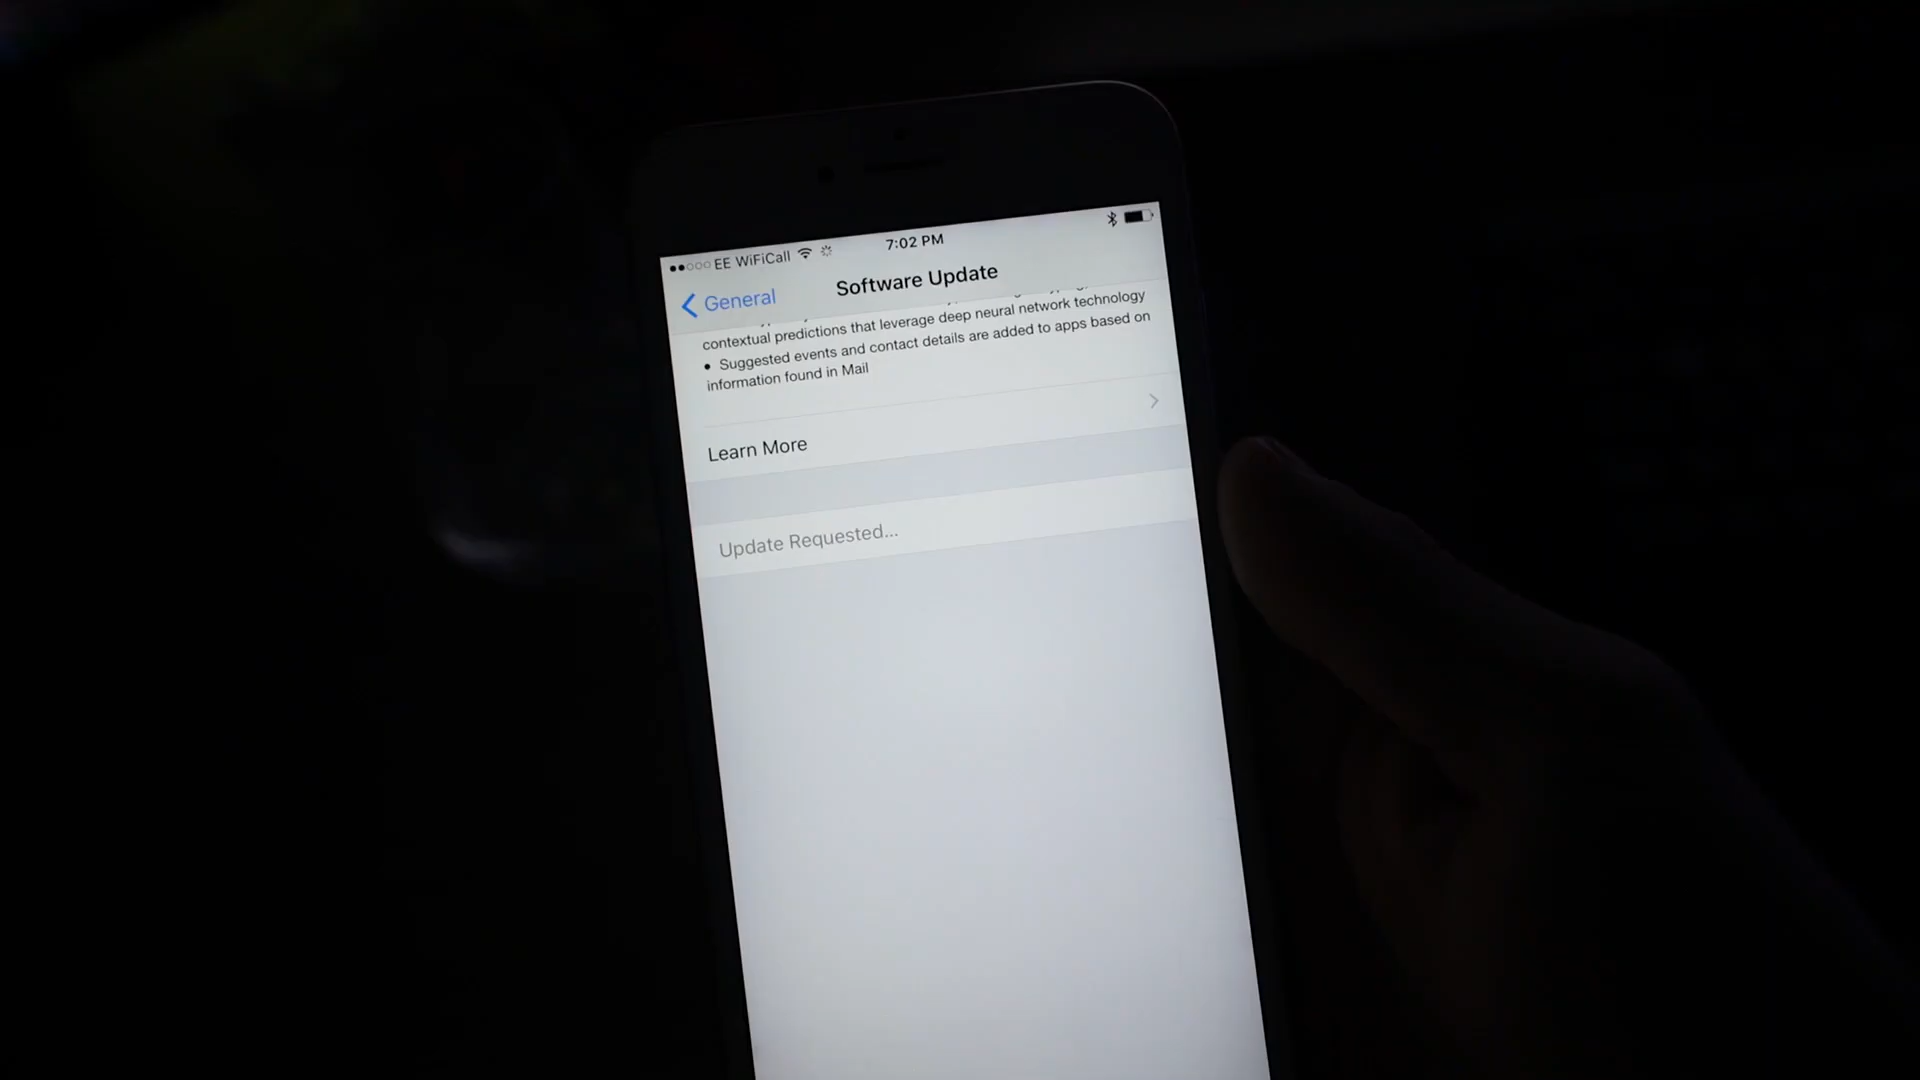 EE WiFiCall 7:02 PM
General Software Update
contextual predictions that leverage deep neural network technology
• Suggested events and contact details are added to apps based on
information found in Mail
Learn More
Update Requested...